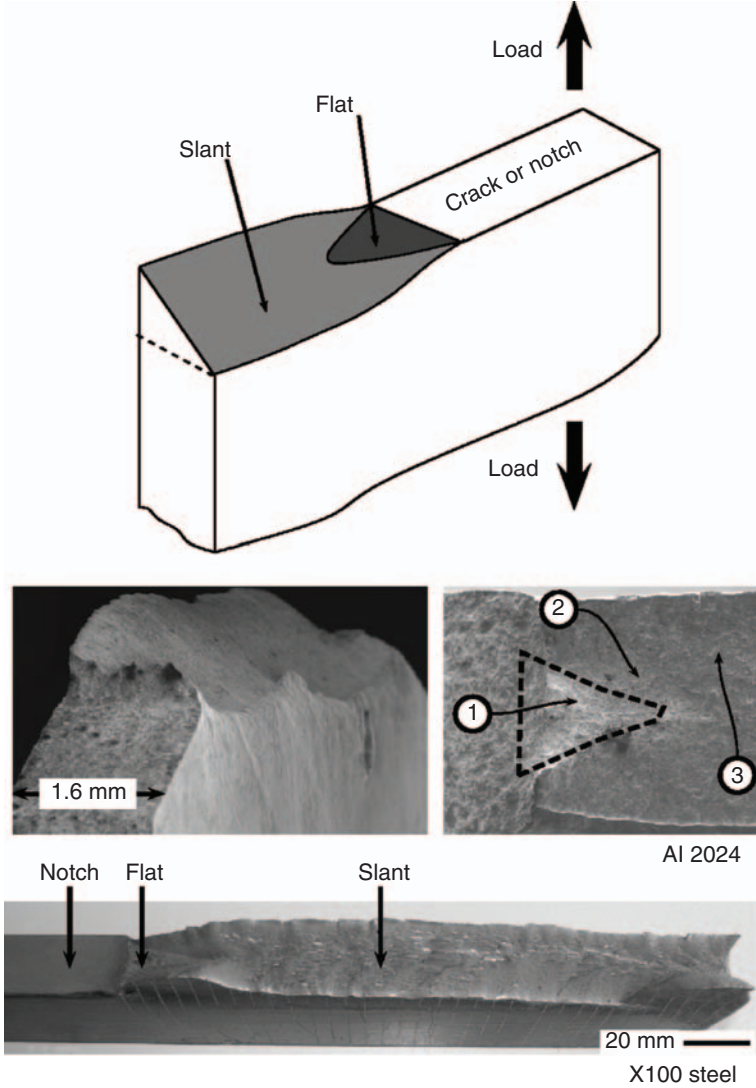 Load
Flat
Slant
Crack or notch
Load
1.6 mm
2
1
3
Al 2024
Notch
Flat
Slant
20 mm
X100 steel